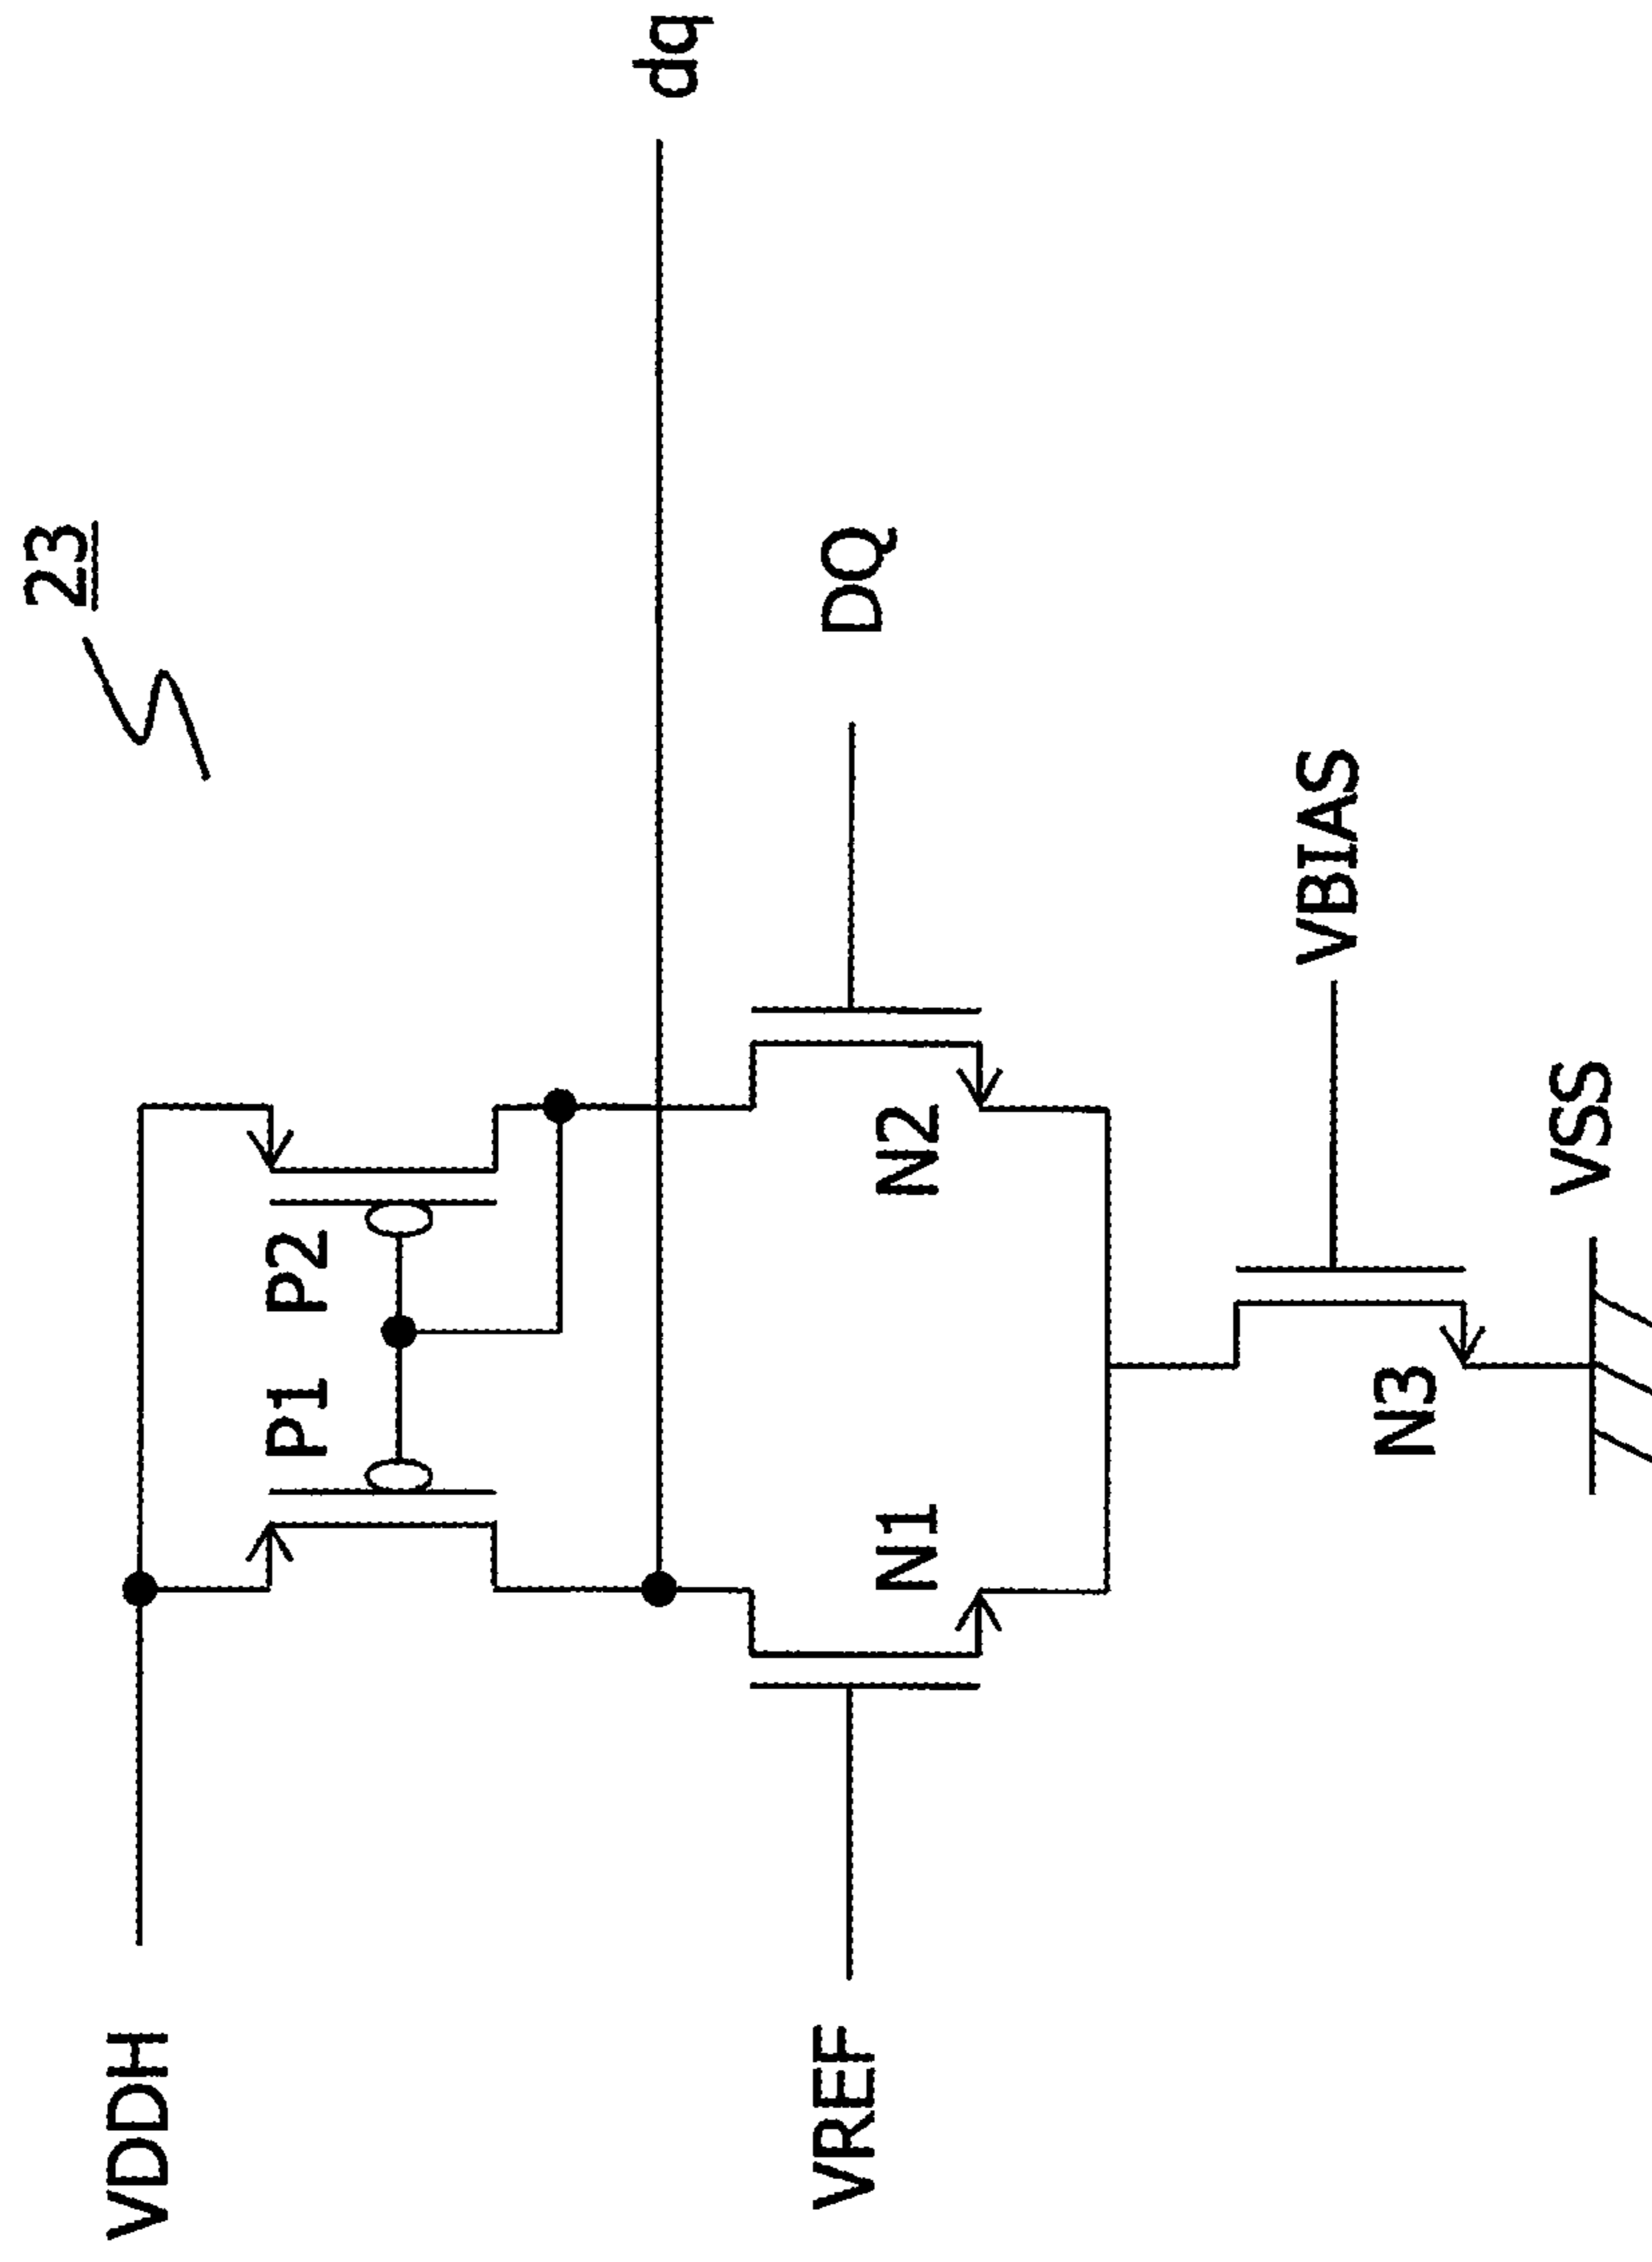 23
VDDH
P1
P2
dq
VREF
N1
N2
DQ
N3
VBIAS
VSS